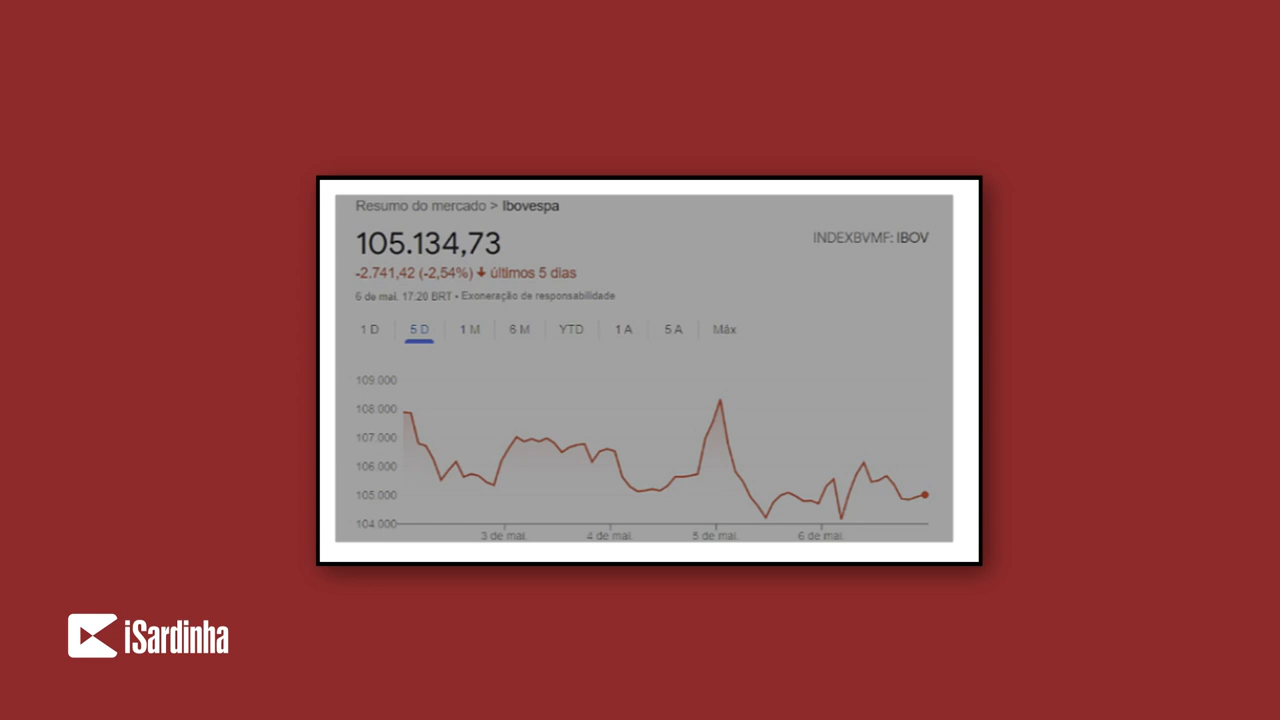 Resumo do mercado > Ibovespa
105.134,73
INDEXBVMF: IBOV
-2.741,42 (-2,54%) ↓ últimos 5 dias
6 de mai. 17:20 BRT • Exoneração de responsabilidade
1 D 5 D 1 M 6 M YTD 1 A 5 A Máx
109.000
108.000
107.000
106.000
105.000
104.000
3 de mai. 4 de mai. 5 de mai. 6 de mai.
iSardinha